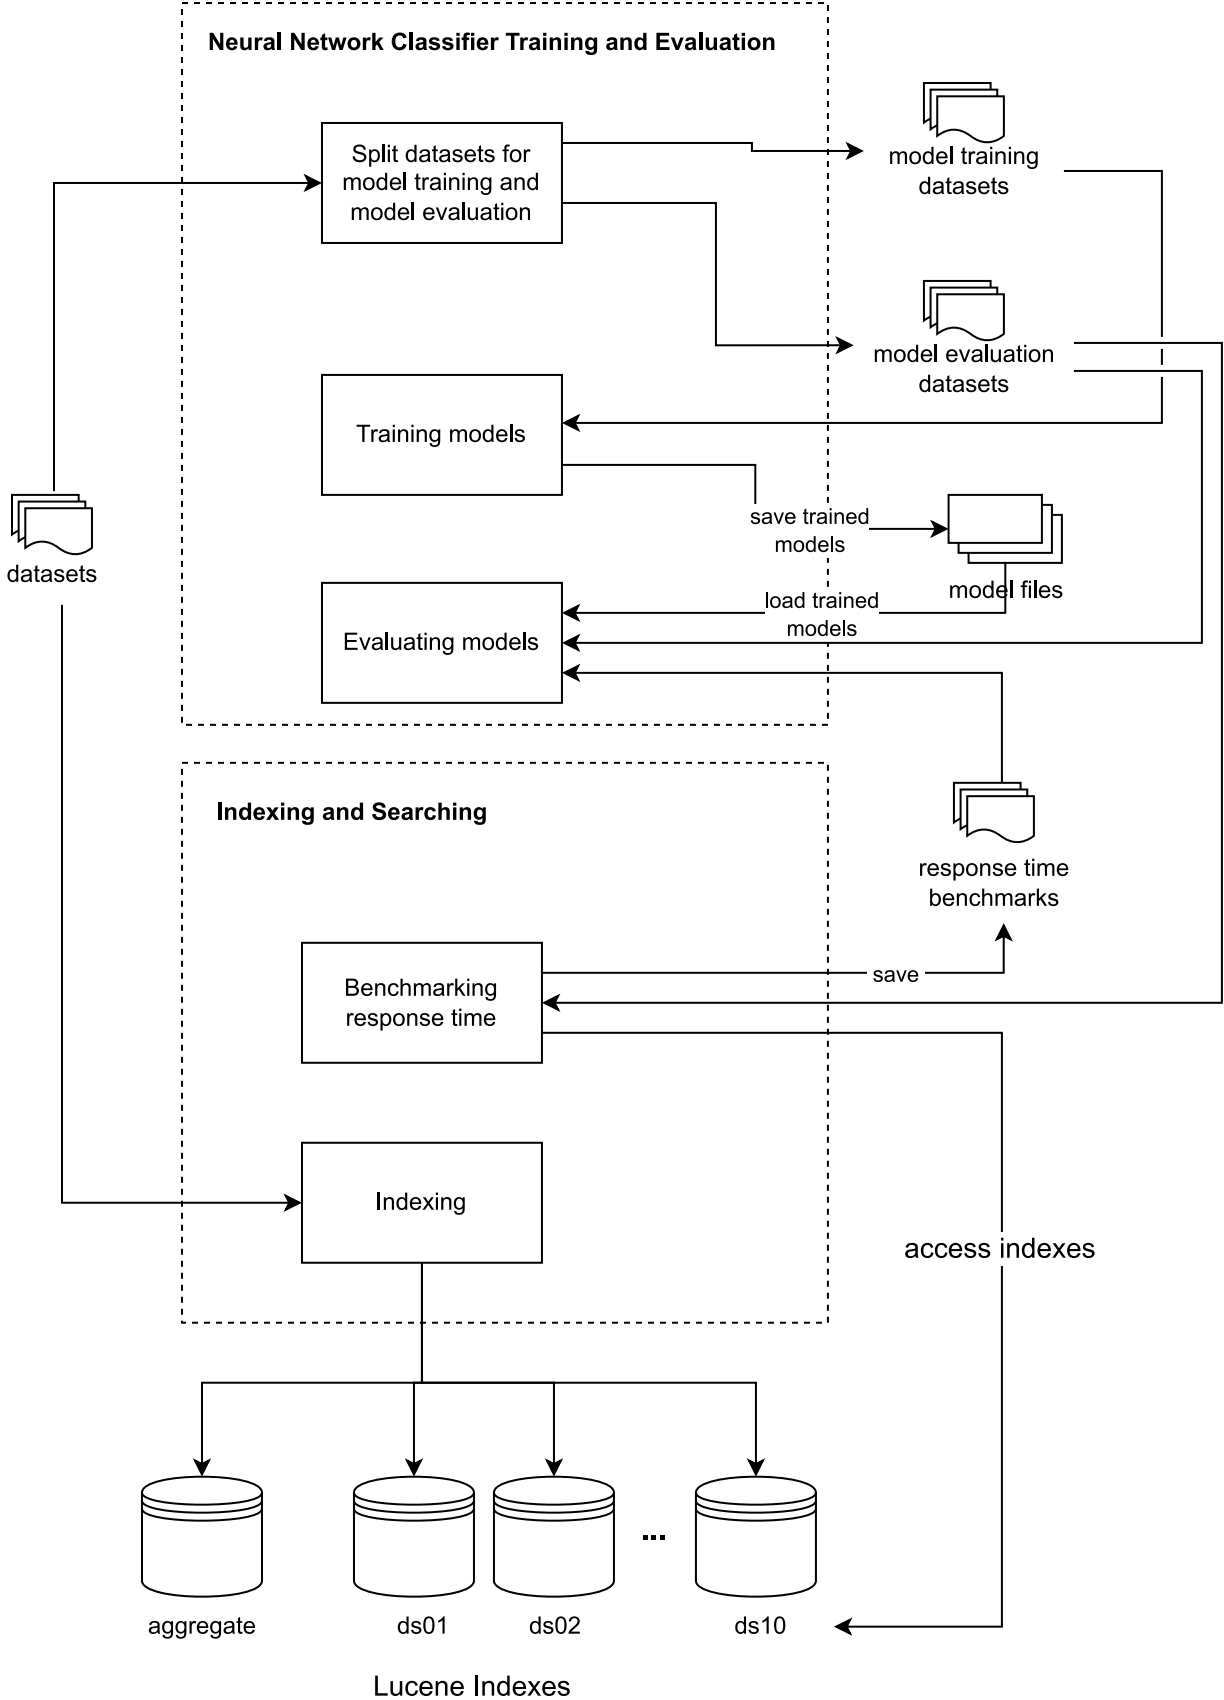 Neural Network Classifier Training and Evaluation
Split datasets for
model training and
model evaluation
model training
datasets
model evaluation
datasets
Training models
save trained
models
datasets
model files
load trained
models
Evaluating models
Indexing and Searching
response time
benchmarks
save
Benchmarking
response time
Indexing
access indexes
...
aggregate
ds01
ds02
ds10
Lucene Indexes